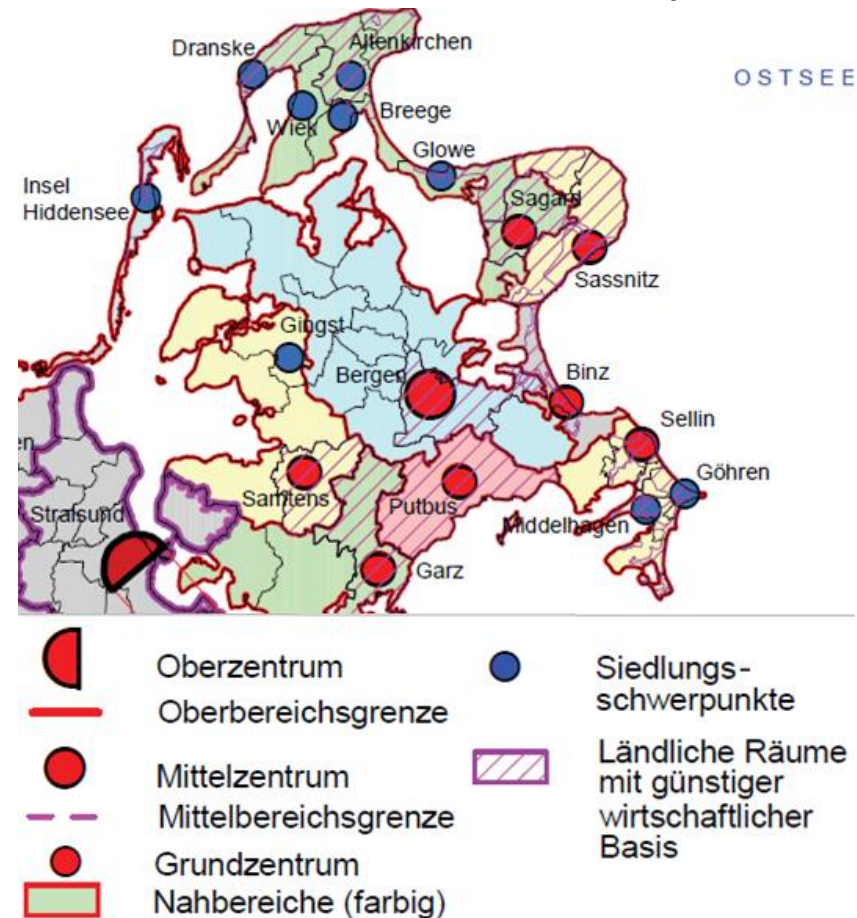 Dranske
Altenkirchen
OSTSEE
Wiek
Breege
Glowe
Insel
Hiddensee
Sagard
Sassnitz
Gingst
Bergen
Binz
Sellin
Göhren
Samtens
Putbus
Middelhagen
Stralsund
Garz
en
Oberzentrum
Oberbereichsgrenze
Mittelzentrum
Mittelbereichsgrenze
Grundzentrum
Nahbereiche (farbig)
Siedlungs-
schwerpunkte
Ländliche Räume
mit günstiger
wirtschaftlicher
Basis